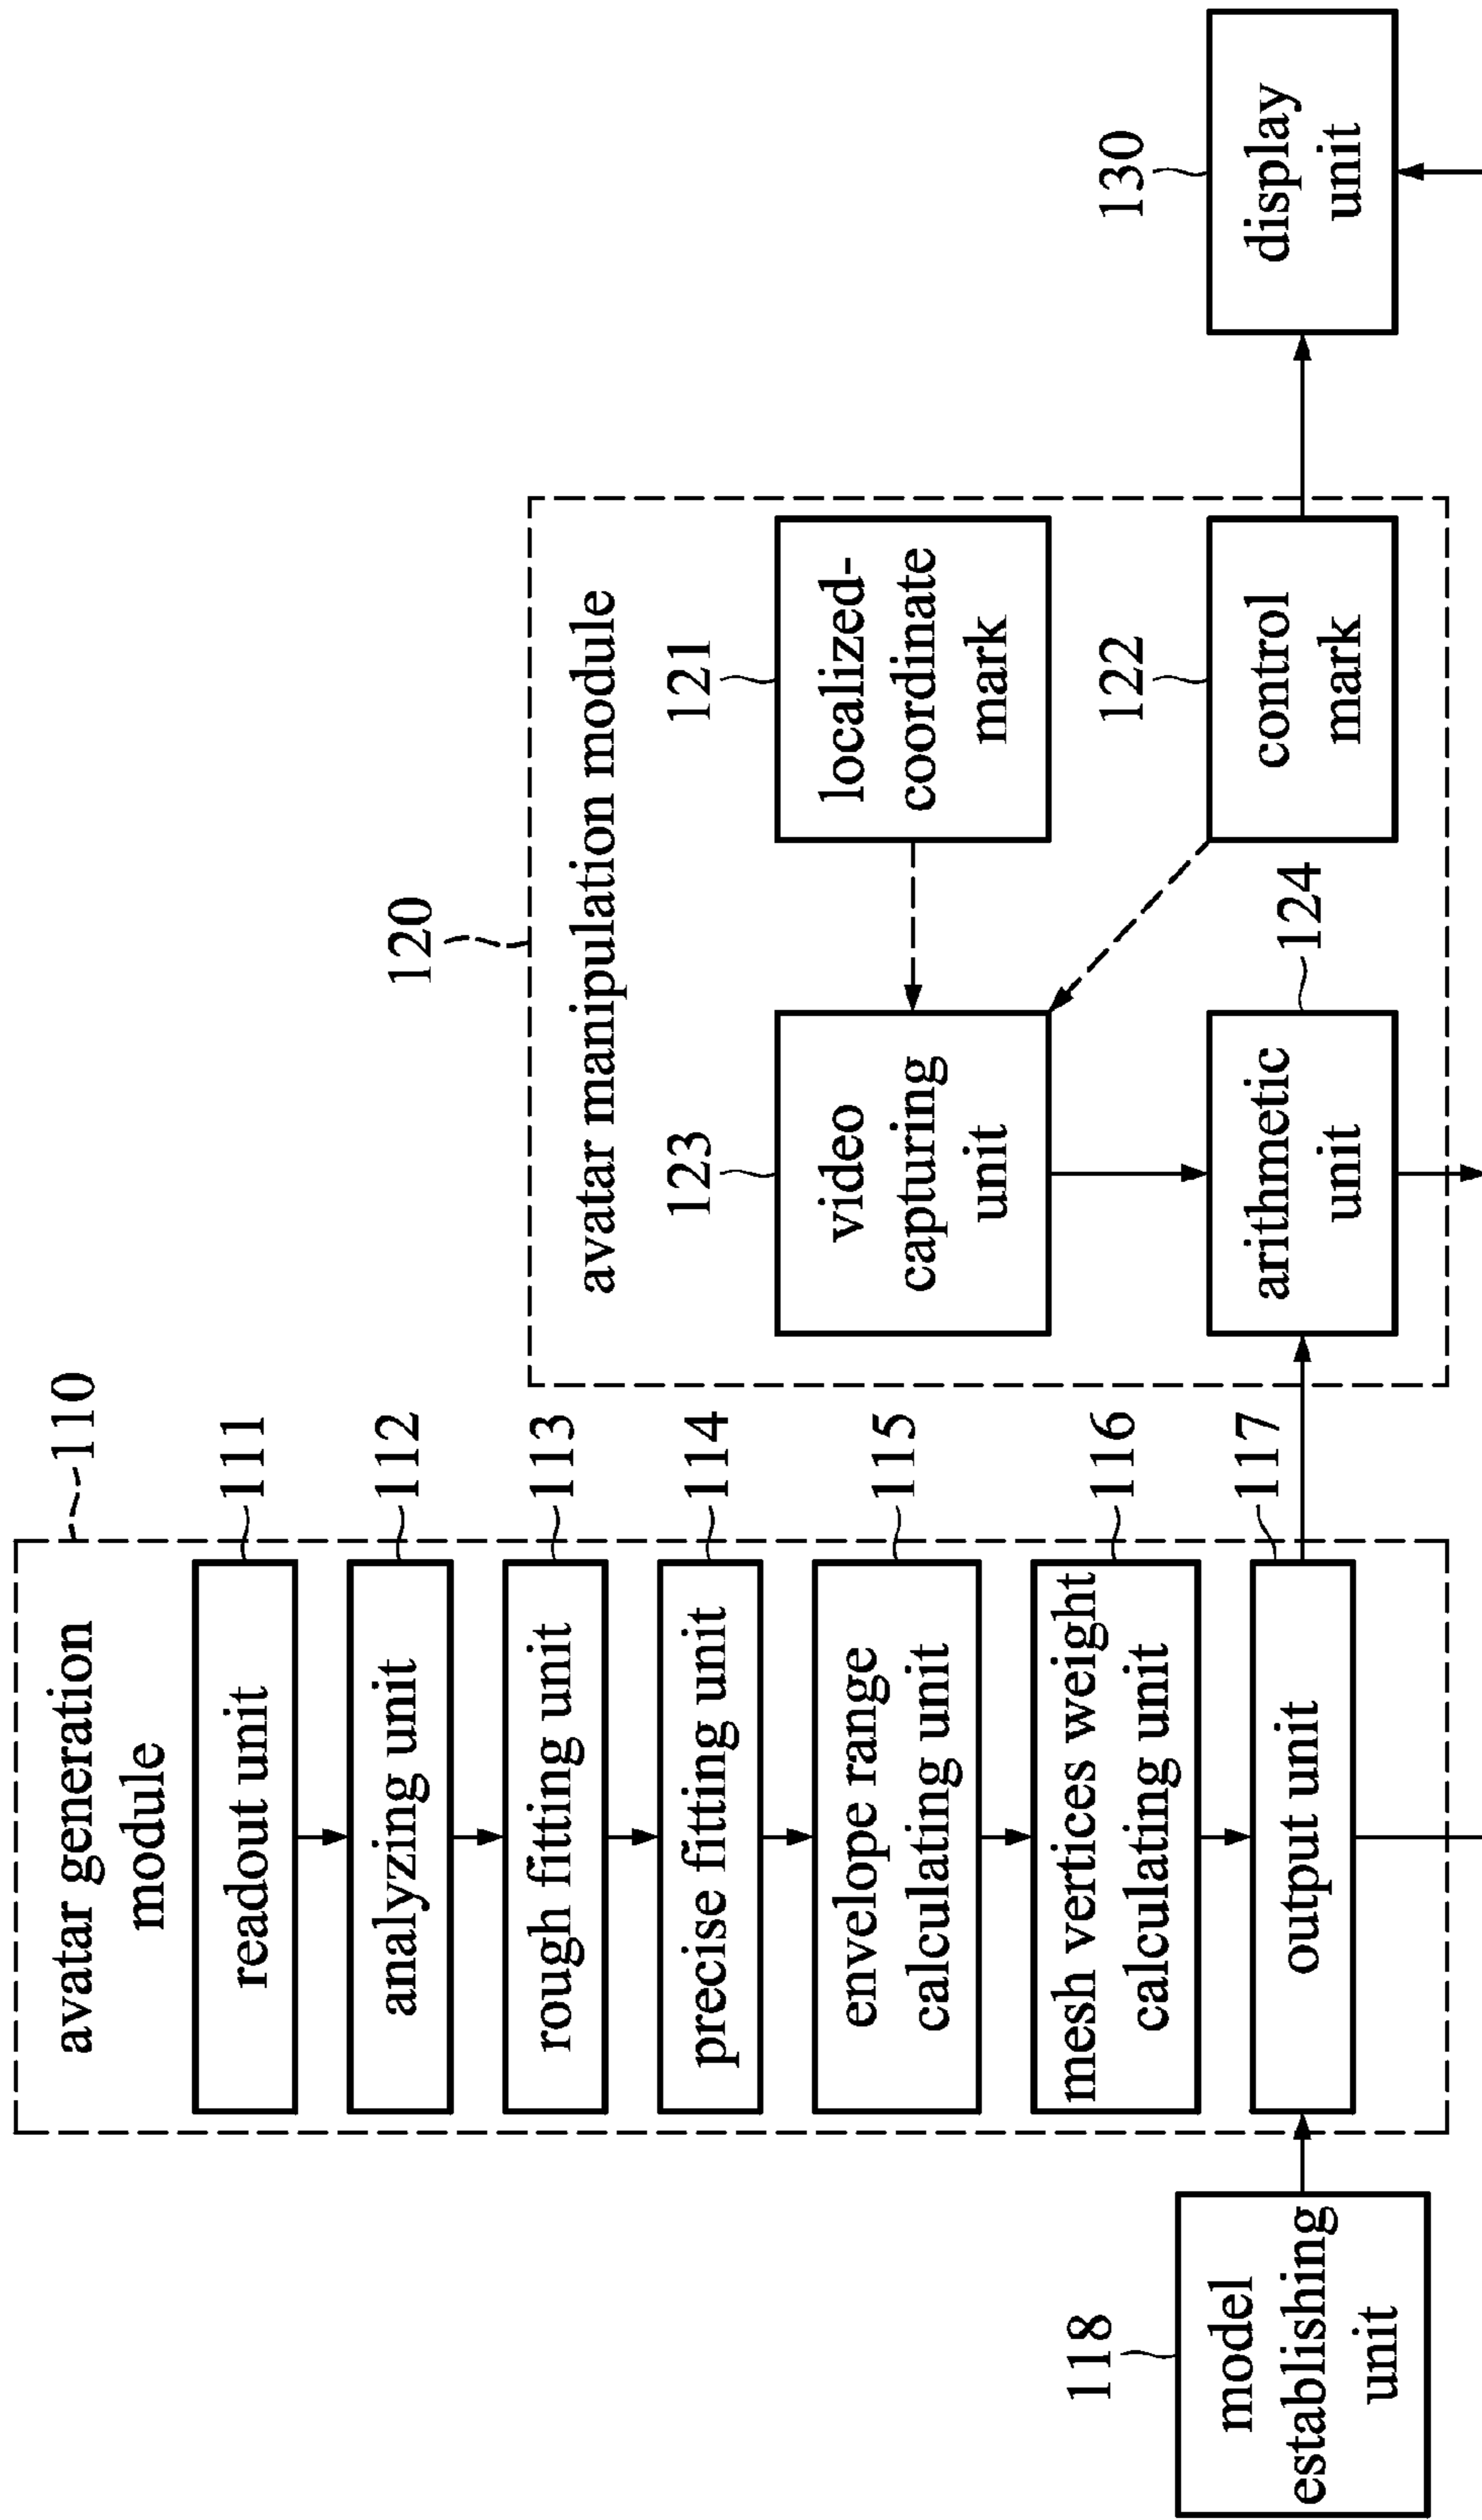 110
avatar generation
module
readout unit
111
analyzing unit
112
rough fitting unit
113
precise fitting unit
114
envelope range
calculating unit
115
mesh vertices weight
calculating unit
116
output unit
117
118
model
establishing
unit
120
avatar manipulation module
123
video
capturing
unit
121
localized-
coordinate
mark
arithmetic
unit
124
122
control
mark
130
display
unit